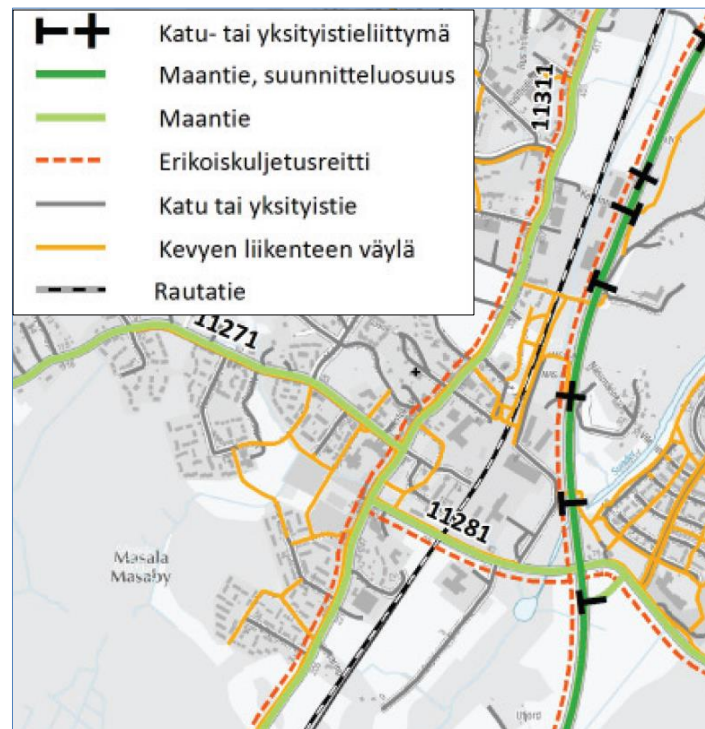 Katu- tai yksityistieliittymä
Maantie, suunnitteluosuus
Maantie
Erikoiskuljetusreitti
Katu tai yksityistie
Kevyen liikenteen väylä
Rautatie
11311
11271
11281
Masala
Masaby